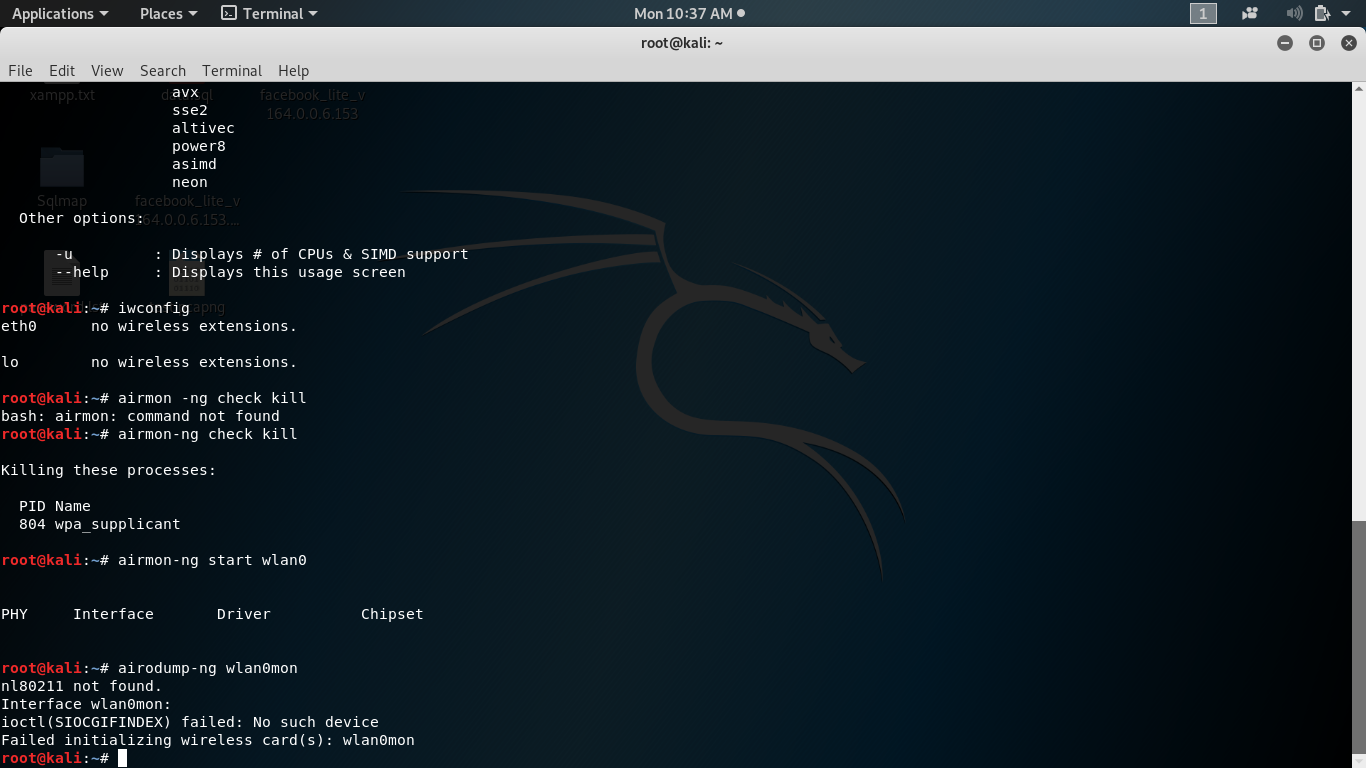 Applications Places Terminal Mon 10:37 AM 1
root@kali: ~
File Edit View Search Terminal Help
xampp.txt facebook_lite_v
164.0.0.6.153
avx
sse2
altivec
power8
asimd
neon
Sqlmap facebook_lite_v
164.0.0.6.153....
Other options:
-u : Displays # of CPUs & SIMD support
--help : Displays this usage screen
root@kali:~# iwconfig
eth0 no wireless extensions.
lo no wireless extensions.
root@kali:~# airmon -ng check kill
bash: airmon: command not found
root@kali:~# airmon-ng check kill
Killing these processes:
PID Name
804 wpa_supplicant
root@kali:~# airmon-ng start wlan0
PHY Interface Driver Chipset
root@kali:~# airodump-ng wlan0mon
nl80211 not found.
Interface wlan0mon:
ioctl(SIOCGIFINDEX) failed: No such device
Failed initializing wireless card(s): wlan0mon
root@kali:~#